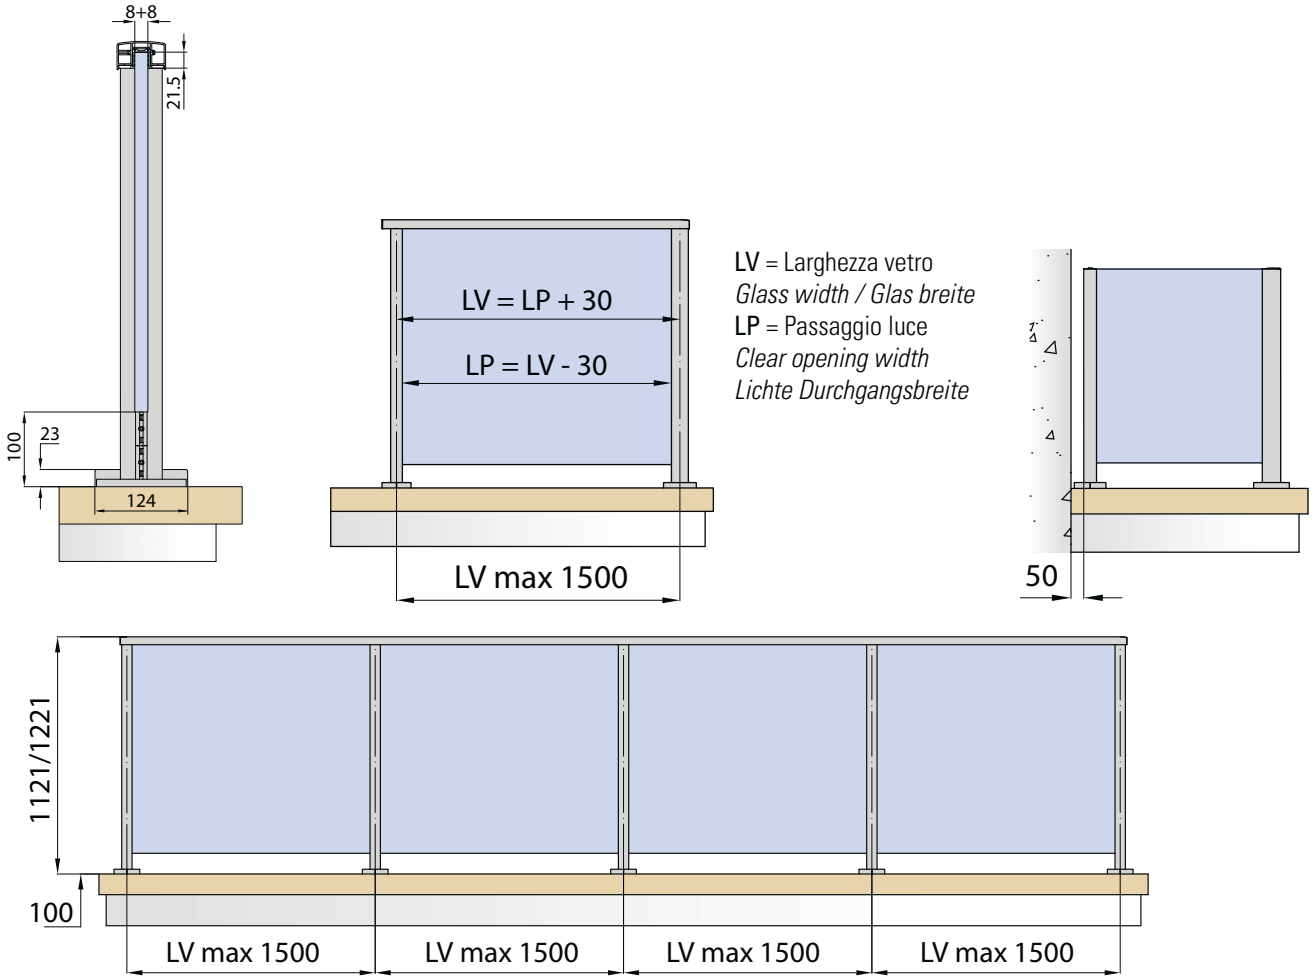 8+8
21.5
100
23
124
LV = LP + 30
LP = LV - 30
LV max 1500
LV = Larghezza vetro
Glass width / Glas breite
LP = Passaggio luce
Clear opening width
Lichte Durchgangsbreite
50
1121/1221
100
LV max 1500
LV max 1500
LV max 1500
LV max 1500